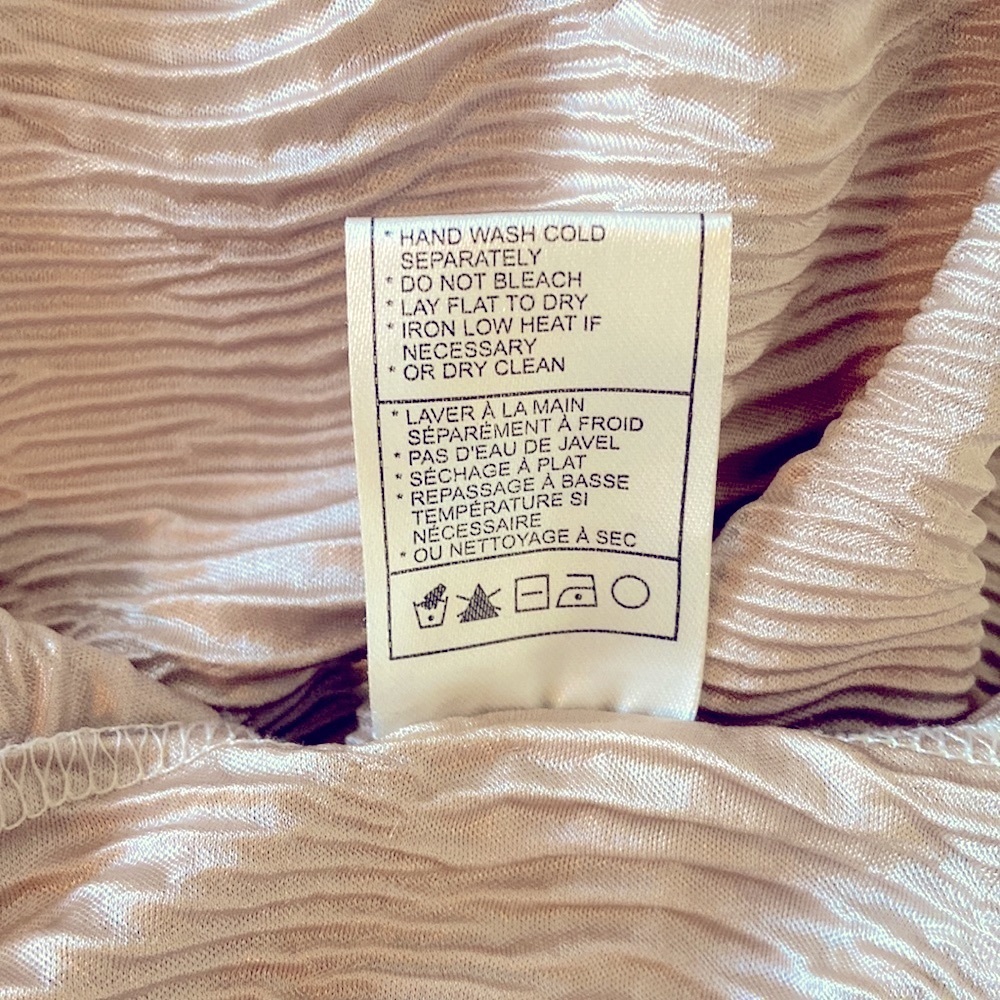 * HAND WASH COLD
SEPARATELY
* DO NOT BLEACH
* LAY FLAT TO DRY
* IRON LOW HEAT IF
NECESSARY
* OR DRY CLEAN
* LAVER À LA MAIN
SÉPARÉMENT À FROID
* PAS D'EAU DE JAVEL
* SÉCHAGE À PLAT
* REPASSAGE À BASSE
TEMPÉRATURE SI
NÉCESSAIRE
* OU NETTOYAGE À SEC